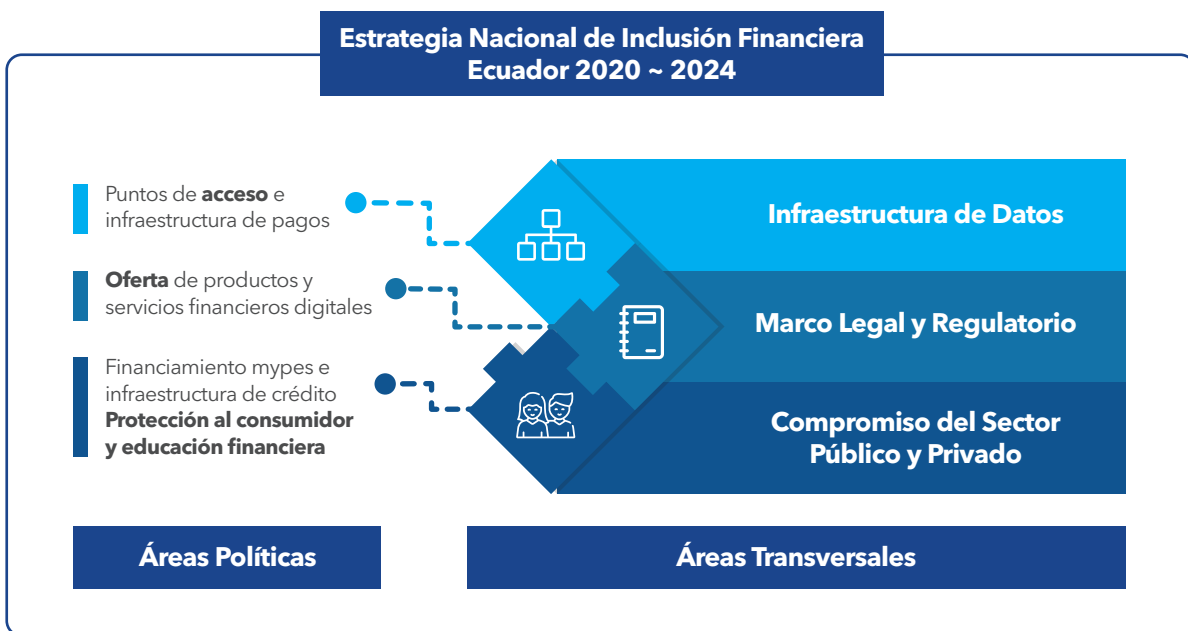 Estrategia Nacional de Inclusión Financiera
Ecuador 2020 ~ 2024
Puntos de acceso e
infraestructura de pagos
Oferta de productos y
servicios financieros digitales
Financiamiento mypes e
infraestructura de crédito
Protección al consumidor
y educación financiera
Infraestructura de Datos
Marco Legal y Regulatorio
Compromiso del Sector
Público y Privado
Áreas Políticas
Áreas Transversales